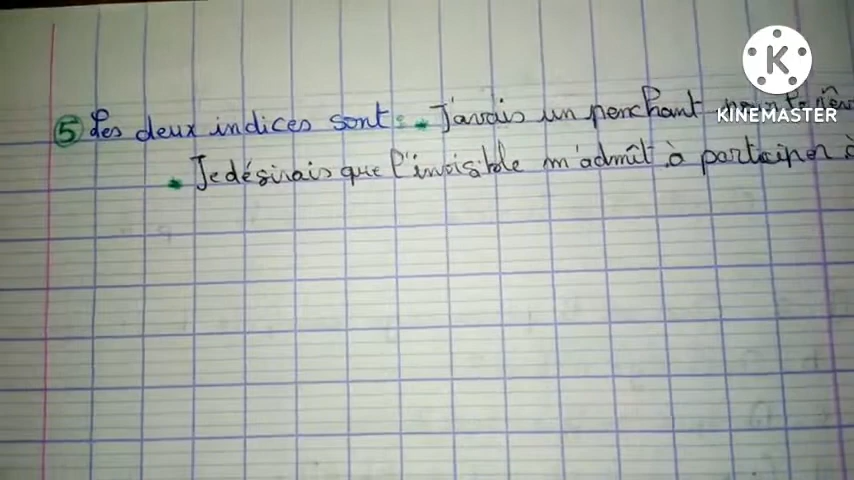 KINEMASTER
5 Les deux indices sont: J'avais un penchant
Je désirais que l'invisible m'admît à participer à